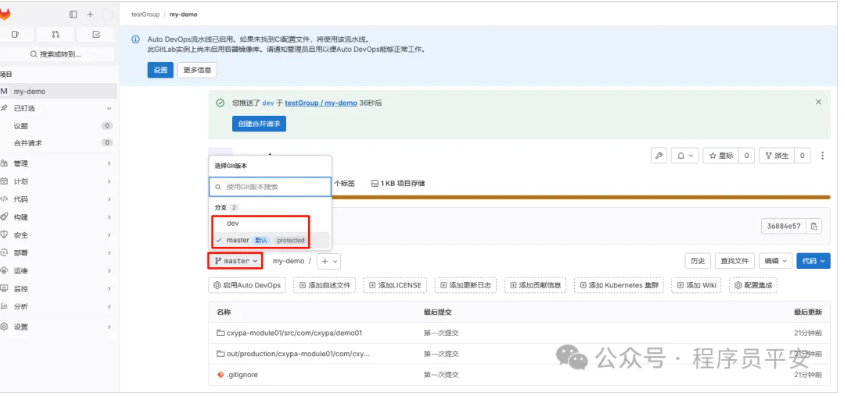 testGroup / my-demo
Auto DevOps流水线已启用。如果未找到CI配置文件，将使用该流水线。
此GitLab实例上尚未启用容器镜像库。请通知管理员启用以便Auto DevOps能够正常工作。
设置 更多信息
搜索或转到...
项目
M my-demo
已钉选
议题 0
合并请求 0
管理
计划
代码
构建
安全
部署
运维
监控
分析
设置
您推送了 dev 于 testGroup / my-demo 36秒后
创建合并请求
星标 0 派生 0
选择Git版本
使用Git版本搜索
分支 2
dev
master 默认 protected
个标签 1 KB 项目存储
36884e57
master my-demo / +
历史 查找文件 编辑 代码
启用Auto DevOps 添加自述文件 添加LICENSE 添加更新日志 添加贡献信息 添加 Kubernetes 集群 添加 Wiki 配置集成
名称 最后提交 最后更新
cxypa-module01/src/com/cxypa/demo01 第一次提交 21分钟前
out/production/cxypa-module01/com/cxy... 第一次提交 21分钟前
.gitignore 第一次提交 21分钟前
公众号 · 程序员平安